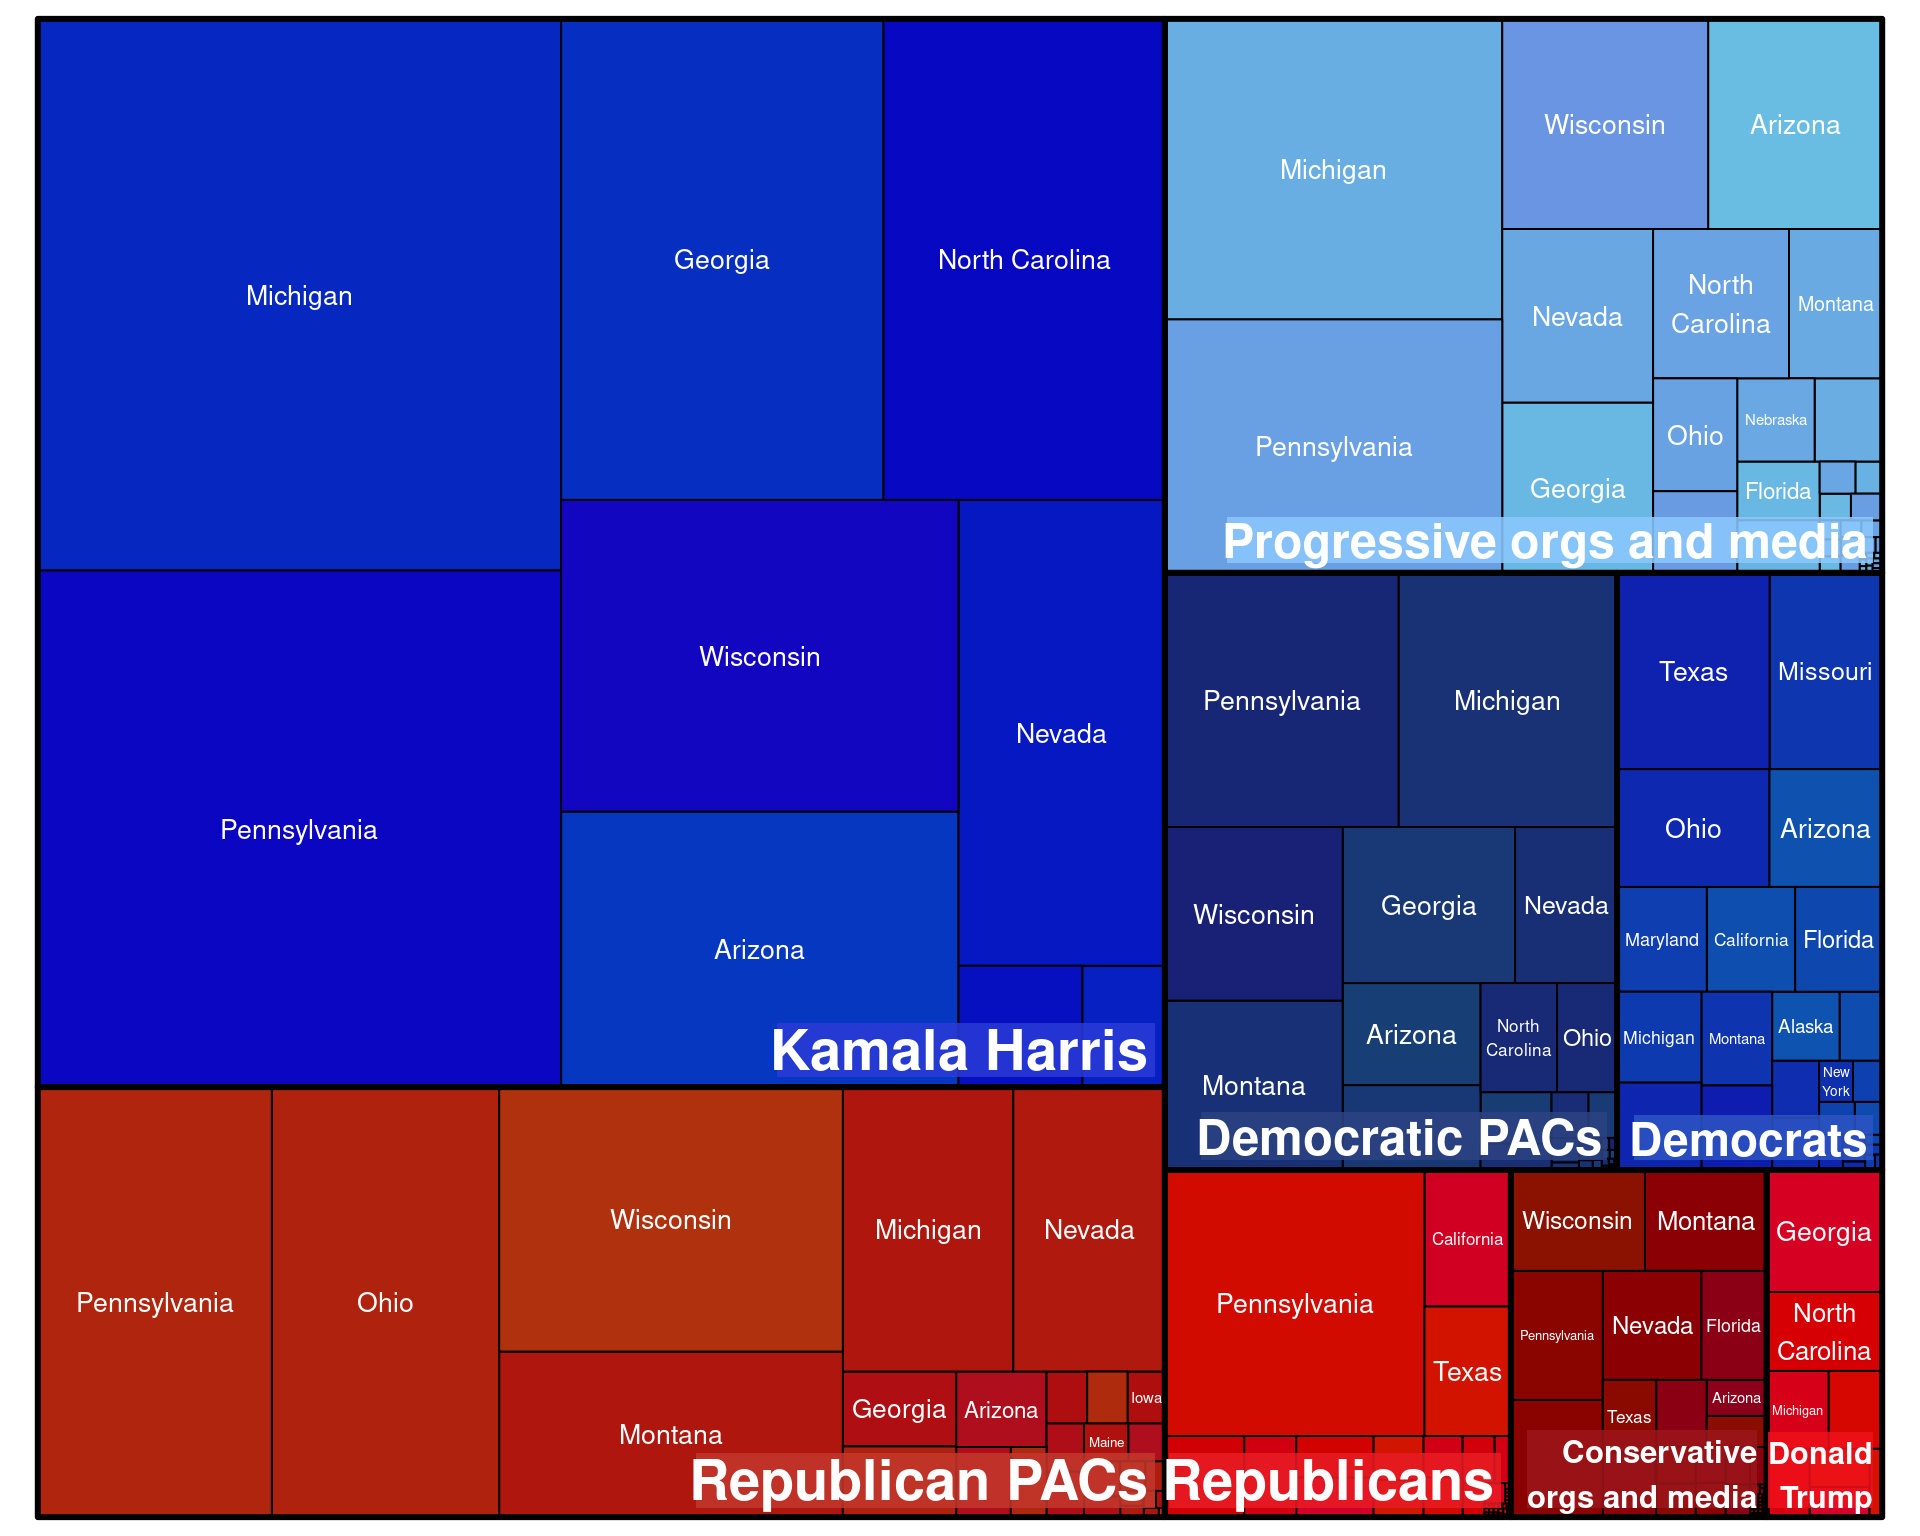 Michigan
Georgia
North Carolina
Pennsylvania
Wisconsin
Nevada
Arizona
Kamala Harris
Michigan
Wisconsin
Arizona
Pennsylvania
Nevada
North
Carolina
Montana
Georgia
Ohio
Nebraska
Florida
Progressive orgs and media
Pennsylvania
Michigan
Wisconsin
Georgia
Nevada
Montana
Arizona
North
Carolina
Ohio
Democratic PACs
Texas
Missouri
Ohio
Arizona
Maryland
California
Florida
Michigan
Montana
Alaska
New
York
Democrats
Pennsylvania
Ohio
Wisconsin
Michigan
Nevada
Montana
Georgia
Arizona
Iowa
Maine
Republican PACs
Pennsylvania
California
Texas
Republicans
Wisconsin
Montana
Pennsylvania
Nevada
Florida
Texas
Arizona
Conservative
orgs and media
Georgia
North
Carolina
Michigan
Donald
Trump